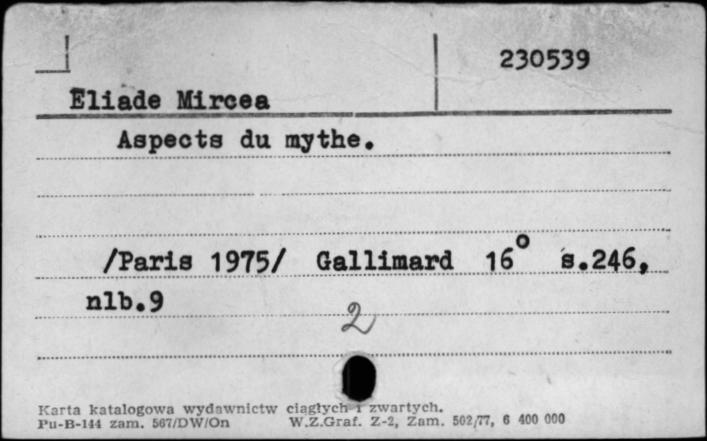 230539
Eliade Mircea
Aspects du mythe.
/Paris 1975/ Gallimard 16° s.246,
nlb.9
2
Karta katalogowa wydawnictw ciągłych i zwartych.
Pu-B-144 zam. 567/DW/On W.Z.Graf. Z-2, Zam. 502/77, 6 400 000